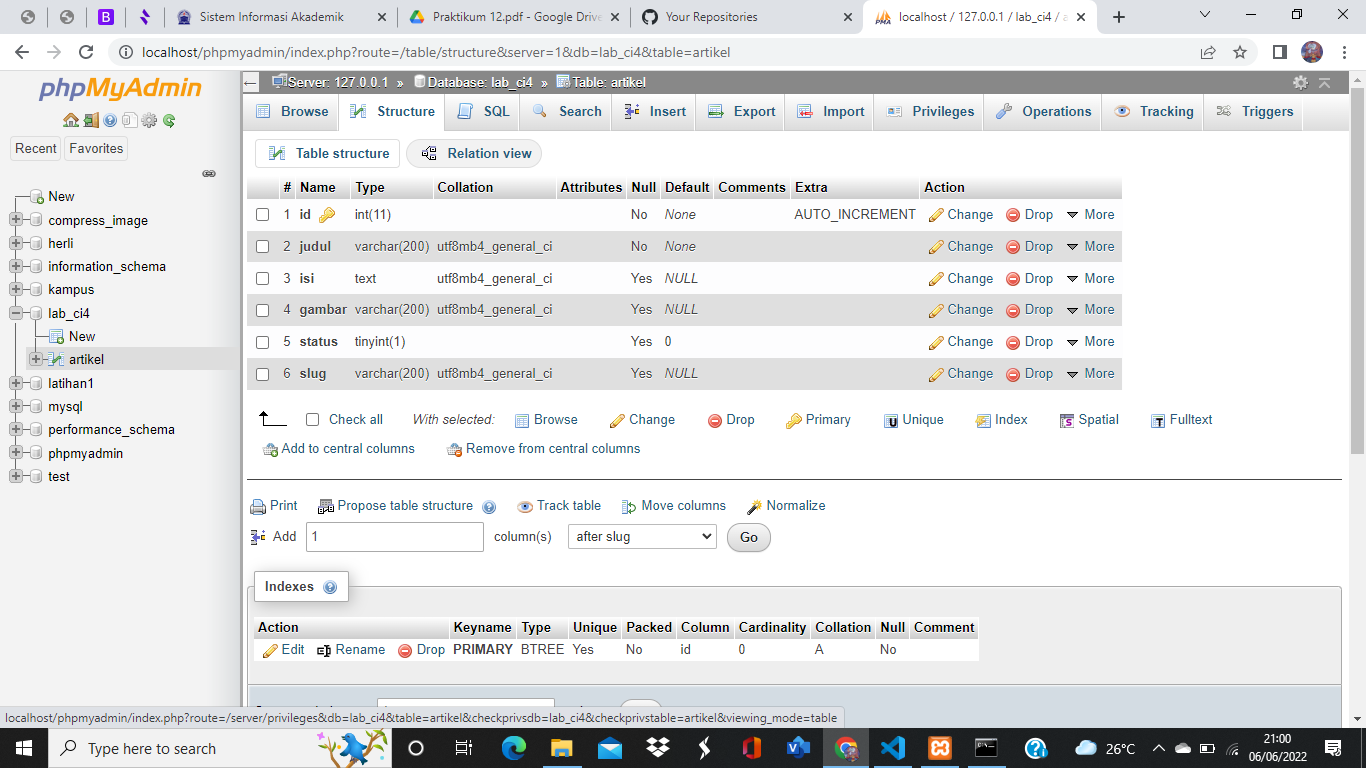 Sistem Informasi Akademik
Praktikum 12.pdf - Google Drive
Your Repositories
localhost / 127.0.0.1 / lab_ci4 / a
localhost/phpmyadmin/index.php?route=/table/structure&server=1&db=lab_ci4&table=artikel
phpMyAdmin
Recent Favorites
New
compress_image
herli
information_schema
kampus
lab_ci4
New
artikel
latihan1
mysql
performance_schema
phpmyadmin
test
Server: 127.0.0.1 » Database: lab_ci4 » Table: artikel
Browse Structure SQL Search Insert Export Import Privileges Operations Tracking Triggers
Table structure Relation view
# Name Type Collation Attributes Null Default Comments Extra Action
1 id int(11) No None AUTO_INCREMENT Change Drop More
2 judul varchar(200) utf8mb4_general_ci No None Change Drop More
3 isi text utf8mb4_general_ci Yes NULL Change Drop More
4 gambar varchar(200) utf8mb4_general_ci Yes NULL Change Drop More
5 status tinyint(1) Yes 0 Change Drop More
6 slug varchar(200) utf8mb4_general_ci Yes NULL Change Drop More
Check all With selected: Browse Change Drop Primary Unique Index Spatial Fulltext
Add to central columns Remove from central columns
Print Propose table structure Track table Move columns Normalize
Add 1 column(s) after slug Go
Indexes
Action Keyname Type Unique Packed Column Cardinality Collation Null Comment
Edit Rename Drop PRIMARY BTREE Yes No id 0 A No
localhost/phpmyadmin/index.php?route=/server/privileges&db=lab_ci4&table=artikel&checkprivsdb=lab_ci4&checkprivstable=artikel&viewing_mode=table
Type here to search
26°C
21:00
06/06/2022